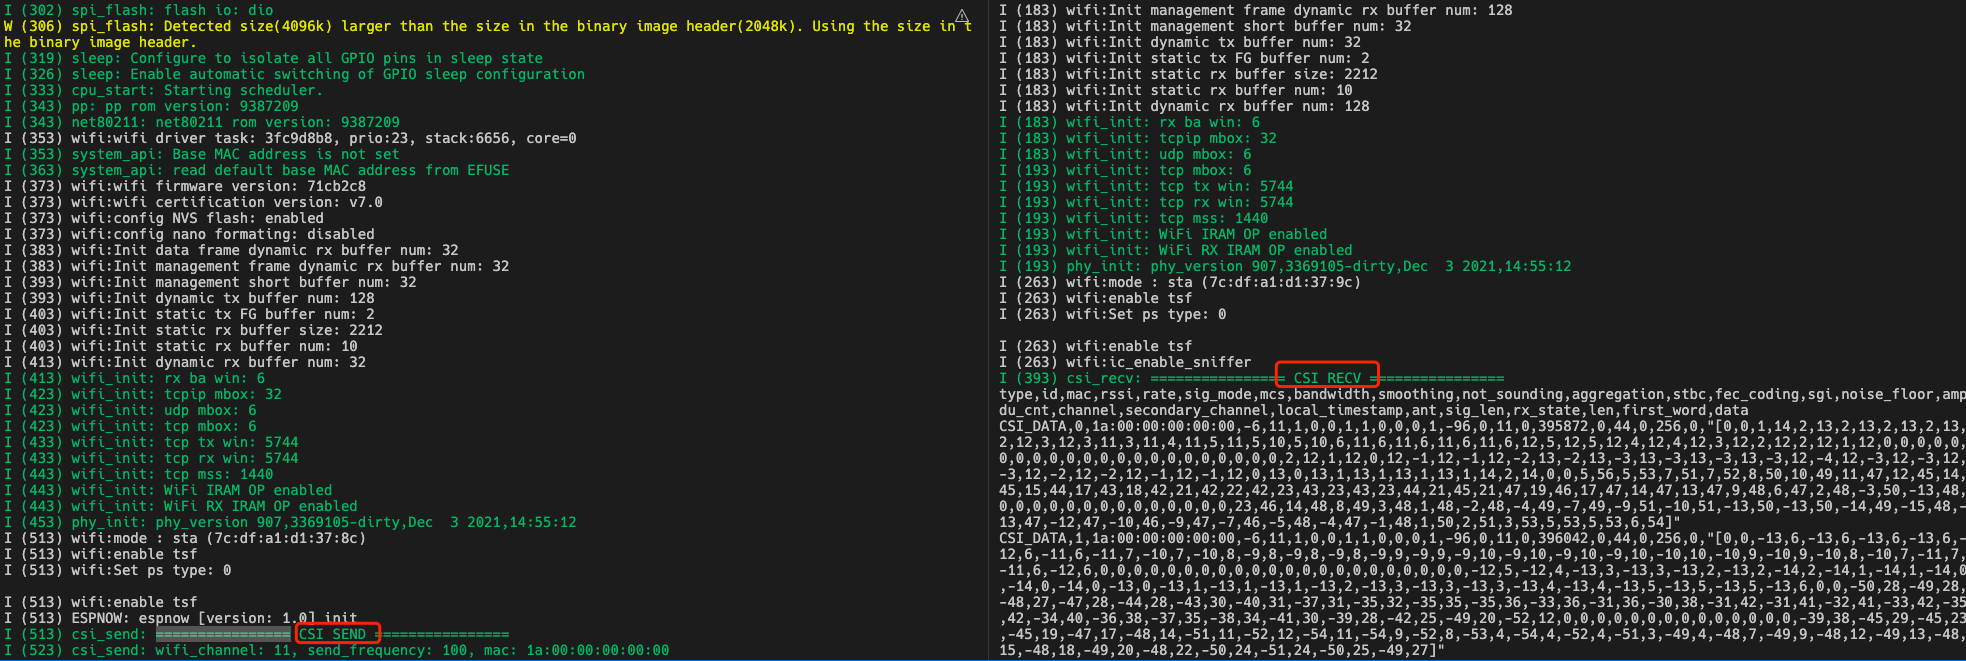 I (302) spi_flash: flash io: dio
W (306) spi_flash: Detected size(4096k) larger than the size in the binary image header(2048k). Using the size in t
he binary image header.
I (319) sleep: Configure to isolate all GPIO pins in sleep state
I (326) sleep: Enable automatic switching of GPIO sleep configuration
I (333) cpu_start: Starting scheduler.
I (343) pp: pp rom version: 9387209
I (343) net80211: net80211 rom version: 9387209
I (353) wifi:wifi driver task: 3fc9d8b8, prio:23, stack:6656, core=0
I (353) system_api: Base MAC address is not set
I (363) system_api: read default base MAC address from EFUSE
I (373) wifi:wifi firmware version: 71cb2c8
I (373) wifi:wifi certification version: v7.0
I (373) wifi:config NVS flash: enabled
I (373) wifi:config nano formating: disabled
I (383) wifi:Init data frame dynamic rx buffer num: 32
I (383) wifi:Init management frame dynamic rx buffer num: 32
I (393) wifi:Init management short buffer num: 32
I (393) wifi:Init dynamic tx buffer num: 128
I (403) wifi:Init static tx FG buffer num: 2
I (403) wifi:Init static rx buffer size: 2212
I (403) wifi:Init static rx buffer num: 10
I (413) wifi:Init dynamic rx buffer num: 32
I (413) wifi_init: rx ba win: 6
I (423) wifi_init: tcpip mbox: 32
I (423) wifi_init: udp mbox: 6
I (423) wifi_init: tcp mbox: 6
I (433) wifi_init: tcp tx win: 5744
I (433) wifi_init: tcp rx win: 5744
I (443) wifi_init: tcp mss: 1440
I (443) wifi_init: WiFi IRAM OP enabled
I (443) wifi_init: WiFi RX IRAM OP enabled
I (453) phy_init: phy_version 907,3369105-dirty,Dec  3 2021,14:55:12
I (513) wifi:mode : sta (7c:df:a1:d1:37:8c)
I (513) wifi:enable tsf
I (513) wifi:Set ps type: 0
I (513) wifi:enable tsf
I (513) ESPNOW: espnow [version: 1.0] init
I (513) csi_send: ================ CSI SEND ================
I (523) csi_send: wifi_channel: 11, send_frequency: 100, mac: 1a:00:00:00:00:00
I (183) wifi:Init management frame dynamic rx buffer num: 128
I (183) wifi:Init management short buffer num: 32
I (183) wifi:Init dynamic tx buffer num: 32
I (183) wifi:Init static tx FG buffer num: 2
I (183) wifi:Init static rx buffer size: 2212
I (183) wifi:Init static rx buffer num: 10
I (183) wifi:Init dynamic rx buffer num: 128
I (183) wifi_init: rx ba win: 6
I (183) wifi_init: tcpip mbox: 32
I (183) wifi_init: udp mbox: 6
I (193) wifi_init: tcp mbox: 6
I (193) wifi_init: tcp tx win: 5744
I (193) wifi_init: tcp rx win: 5744
I (193) wifi_init: tcp mss: 1440
I (193) wifi_init: WiFi IRAM OP enabled
I (193) wifi_init: WiFi RX IRAM OP enabled
I (193) phy_init: phy_version 907,3369105-dirty,Dec  3 2021,14:55:12
I (263) wifi:mode : sta (7c:df:a1:d1:37:9c)
I (263) wifi:enable tsf
I (263) wifi:Set ps type: 0
I (263) wifi:enable tsf
I (263) wifi:ic_enable_sniffer
I (393) csi_recv: ================ CSI RECV ================
type,id,mac,rssi,rate,sig_mode,mcs,bandwidth,smoothing,not_sounding,aggregation,stbc,fec_coding,sgi,noise_floor,amp
du_cnt,channel,secondary_channel,local_timestamp,ant,sig_len,rx_state,len,first_word,data
CSI_DATA,0,1a:00:00:00:00:00,-6,11,1,0,0,1,1,0,0,0,1,-96,0,11,0,395872,0,44,0,256,0,"[0,0,1,14,2,13,2,13,2,13,2,13,
2,12,3,12,3,11,3,11,4,11,5,11,5,10,5,10,6,11,6,11,6,11,6,11,6,12,5,12,5,12,4,12,4,12,3,12,2,12,2,12,1,12,0,0,0,0,0,
0,0,0,0,0,0,0,0,0,0,0,0,0,0,0,0,0,2,12,1,12,0,12,-1,12,-1,12,-2,13,-2,13,-3,13,-3,13,-3,13,-3,12,-4,12,-3,12,-3,12,
-3,12,-2,12,-2,12,-1,12,-1,12,0,13,0,13,1,13,1,13,1,13,1,14,2,14,0,0,5,56,5,53,7,51,7,52,8,50,10,49,11,47,12,45,14,
45,15,44,17,43,18,42,21,42,22,42,23,43,23,43,23,44,21,45,21,47,19,46,17,47,14,47,13,47,9,48,6,47,2,48,-3,50,-13,48,
0,0,0,0,0,0,0,0,0,0,0,0,0,0,0,0,0,0,0,0,23,46,14,48,8,49,3,48,1,48,-2,48,-4,49,-7,49,-9,51,-10,51,-13,50,-13,50,-14,49,-15,48,-
13,47,-12,47,-10,46,-9,47,-7,46,-5,48,-4,47,-1,48,1,50,2,51,3,53,5,53,5,53,6,54]"
CSI_DATA,1,1a:00:00:00:00:00,-6,11,1,0,0,1,1,0,0,0,1,-96,0,11,0,396042,0,44,0,256,0,"[0,0,-13,6,-13,6,-13,6,-13,6,-
12,6,-11,6,-11,7,-10,7,-10,8,-9,8,-9,8,-9,8,-9,9,-9,9,-9,10,-9,10,-9,10,-9,10,-10,10,-10,9,-10,9,-10,8,-10,7,-11,7,
-11,6,-12,6,0,0,0,0,0,0,0,0,0,0,0,0,0,0,0,0,0,0,0,0,0,0,-12,5,-12,4,-13,3,-13,3,-13,2,-13,2,-14,2,-14,1,-14,1,-14,0
,-14,0,-14,0,-13,0,-13,1,-13,1,-13,1,-13,2,-13,3,-13,3,-13,3,-13,3,-13,4,-13,4,-13,5,-13,5,-13,5,-13,6,0,0,-50,28,-49,28,
-48,27,-47,28,-44,28,-43,30,-40,31,-37,31,-35,32,-35,35,-35,36,-33,36,-31,36,-30,38,-31,42,-31,41,-32,41,-33,42,-35
,42,-34,40,-36,38,-37,35,-38,34,-41,30,-39,28,-42,25,-49,20,-52,12,0,0,0,0,0,0,0,0,0,0,0,0,0,0,-39,38,-45,29,-45,23
,-45,19,-47,17,-48,14,-51,11,-52,12,-54,11,-54,9,-52,8,-53,4,-54,4,-52,4,-51,3,-49,4,-48,7,-49,9,-48,12,-49,13,-48,
15,-48,18,-49,20,-48,22,-50,24,-51,24,-50,25,-49,27]"